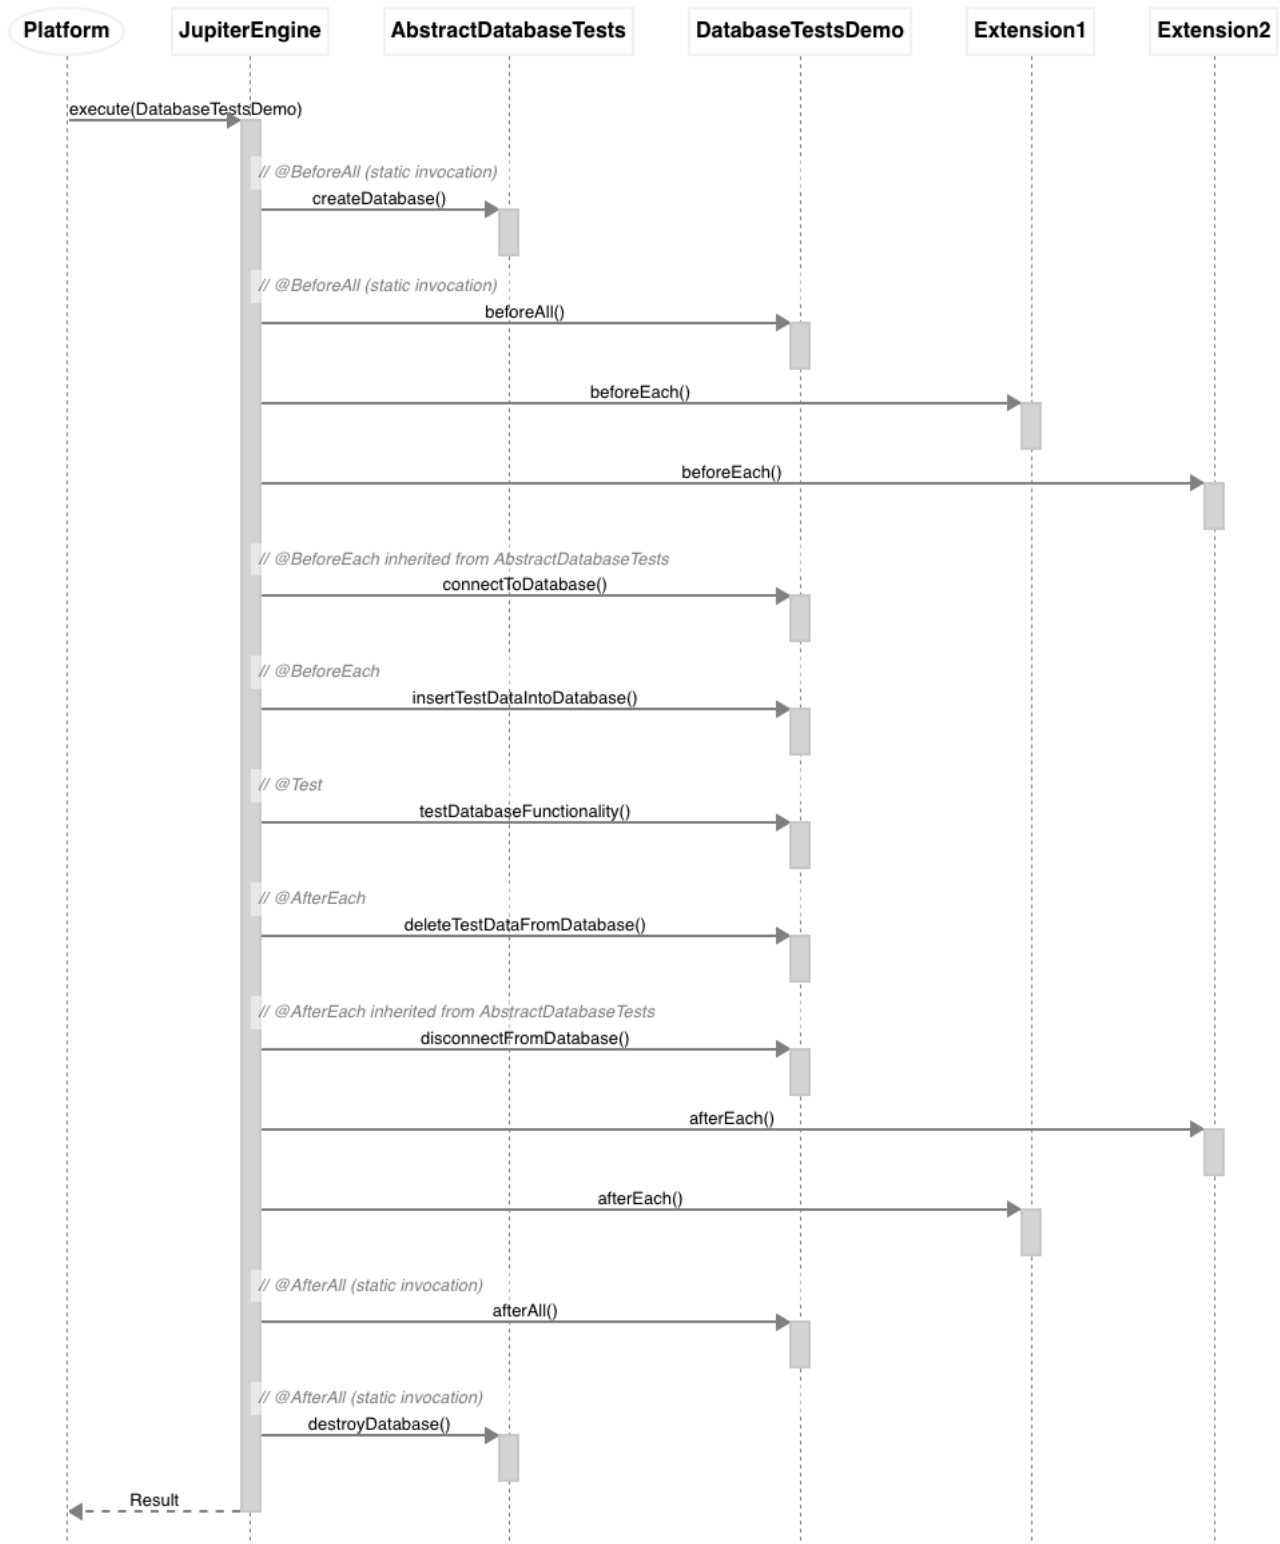 Platform JupiterEngine AbstractDatabaseTests DatabaseTestsDemo Extension1 Extension2
execute(DatabaseTestsDemo)
// @BeforeAll (static invocation)
createDatabase()
// @BeforeAll (static invocation)
beforeAll()
beforeEach()
beforeEach()
// @BeforeEach inherited from AbstractDatabaseTests
connectToDatabase()
// @BeforeEach
insertTestDataIntoDatabase()
// @Test
testDatabaseFunctionality()
// @AfterEach
deleteTestDataFromDatabase()
// @AfterEach inherited from AbstractDatabaseTests
disconnectFromDatabase()
afterEach()
afterEach()
// @AfterAll (static invocation)
afterAll()
// @AfterAll (static invocation)
destroyDatabase()
Result